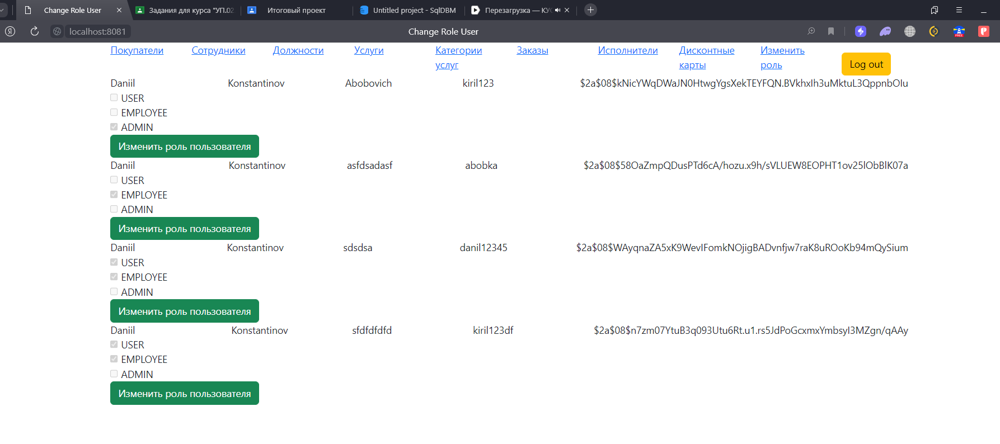 Change Role User
Задания для курса "УП.02
Итоговый проект
Untitled project - SqlDBM
Перезагрузка — КУ
localhost:8081
Change Role User
Покупатели Сотрудники Должности Услуги Категории услуг Заказы Исполнители Дисконтные карты Изменить роль Log out
Daniil Konstantinov Abobovich kiril123 $2a$08$kNicYWqDWaJN0HtwgYgsXekTEYFQN.BVkhxIh3uMktuL3QppnbOlu
USER
EMPLOYEE
ADMIN
Изменить роль пользователя
Daniil Konstantinov asfdsadasf abobka $2a$08$58OaZmpQDusPTd6cA/hozu.x9h/sVLUEW8EOPHT1ov25lObBlK07a
USER
EMPLOYEE
ADMIN
Изменить роль пользователя
Daniil Konstantinov sdsdsa danil12345 $2a$08$WAyqnaZA5xK9WevIFomkNOjigBADvnfjw7raK8uROoKb94mQySium
USER
EMPLOYEE
ADMIN
Изменить роль пользователя
Daniil Konstantinov sfdfdfdfd kiril123df $2a$08$n7zm07YtuB3q093Utu6Rt.u1.rs5JdPoGcxmxYmbsyI3MZgn/qAAy
USER
EMPLOYEE
ADMIN
Изменить роль пользователя